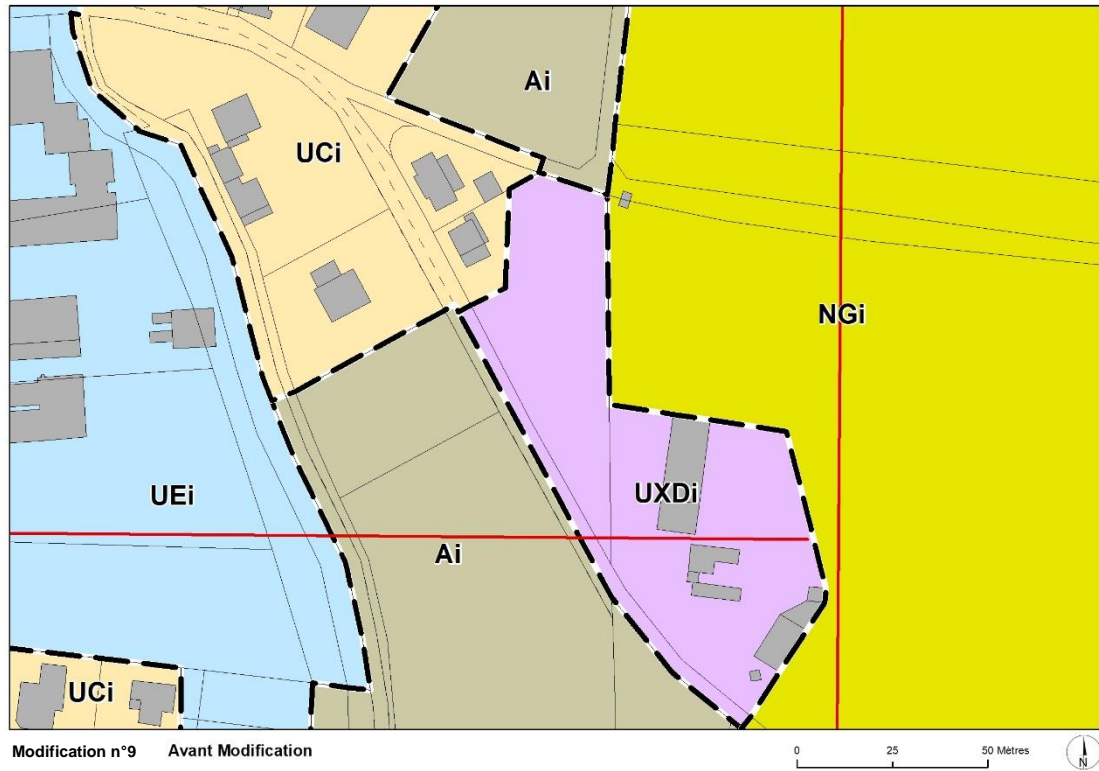 Ai
UCi
NGi
UXDi
UEi
Ai
UCi
Modification n°9 Avant Modification
0 25 50 Mètres
N